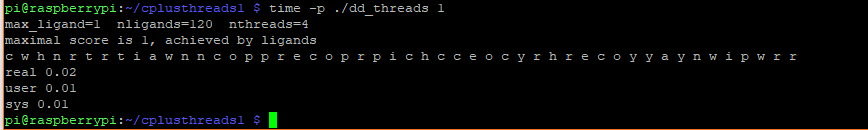 pi@raspberrypi:~/cplusthreads1 $ time -p ./dd_threads 1
max_ligand=1  nligands=120  nthreads=4
maximal score is 1, achieved by ligands
c w h n r t r t i a w n n c o p p r e c o p r p i c h c c e o c y r h r e c o y y a y n w i p w r r
real 0.02
user 0.01
sys 0.01
pi@raspberrypi:~/cplusthreads1 $